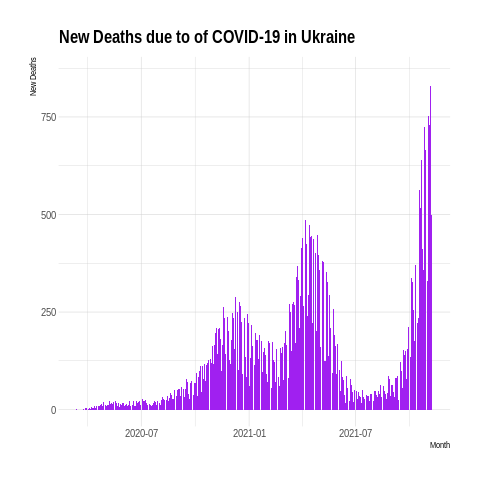 New Deaths due to of COVID-19 in Ukraine
New Deaths
750
500
250
0
2020-07
2021-01
2021-07
Month